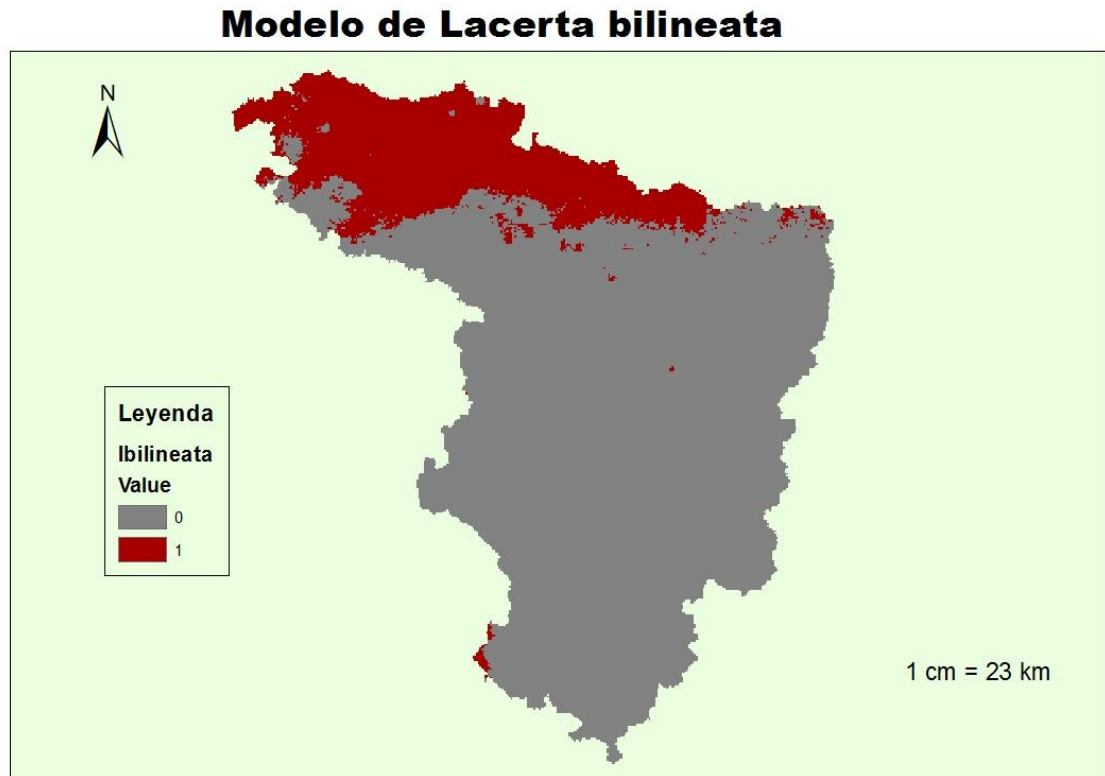 Modelo de Lacerta bilineata
N
Leyenda
lbilineata
Value
0
1
1 cm = 23 km